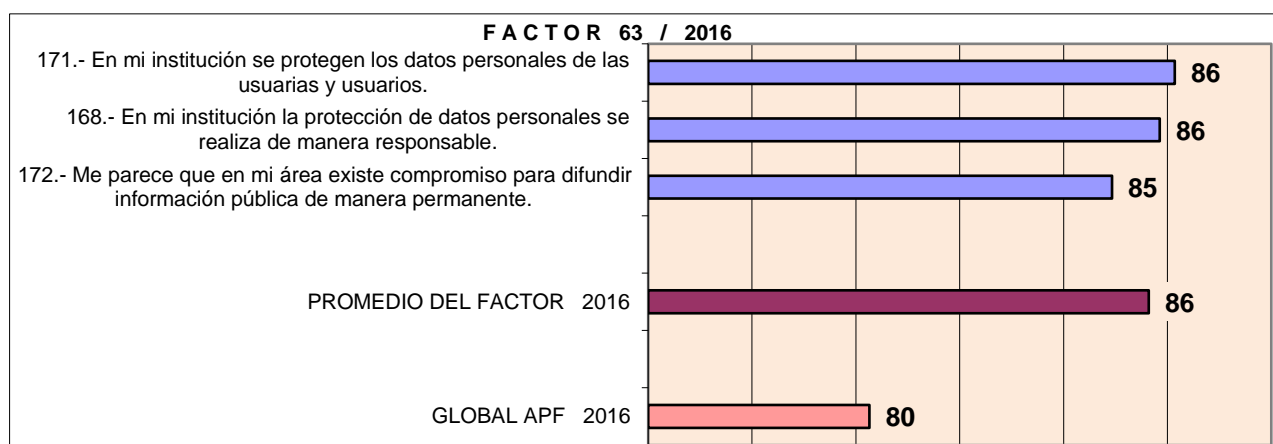 F A C T O R 63 / 2016
171.- En mi institución se protegen los datos personales de las
usuarias y usuarios.
86
168.- En mi institución la protección de datos personales se
realiza de manera responsable.
86
172.- Me parece que en mi área existe compromiso para difundir
información pública de manera permanente.
85
PROMEDIO DEL FACTOR 2016
86
GLOBAL APF 2016
80